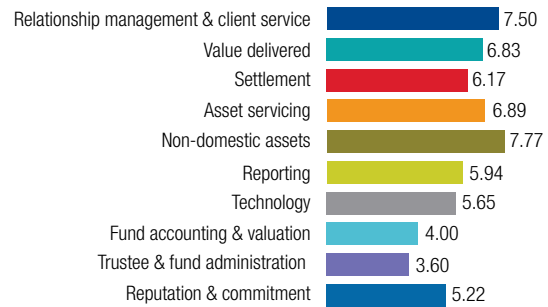 Relationship management & client service 7.50
Value delivered 6.83
Settlement 6.17
Asset servicing 6.89
Non-domestic assets 7.77
Reporting 5.94
Technology 5.65
Fund accounting & valuation 4.00
Trustee & fund administration 3.60
Reputation & commitment 5.22